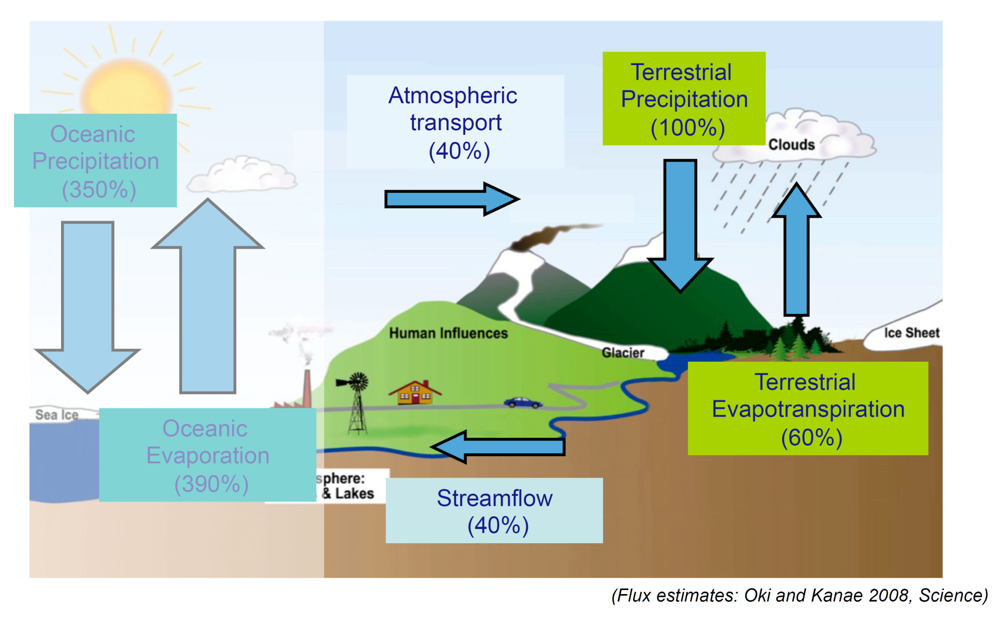 Oceanic
Precipitation
(350%)
Atmospheric
transport
(40%)
Terrestrial
Precipitation
(100%)
Clouds
Human Influences
Glacier
Ice Sheet
Sea Ice
Oceanic
Evaporation
(390%)
Terrestrial
Evapotranspiration
(60%)
sphere:
& Lakes
Streamflow
(40%)
(Flux estimates: Oki and Kanae 2008, Science)